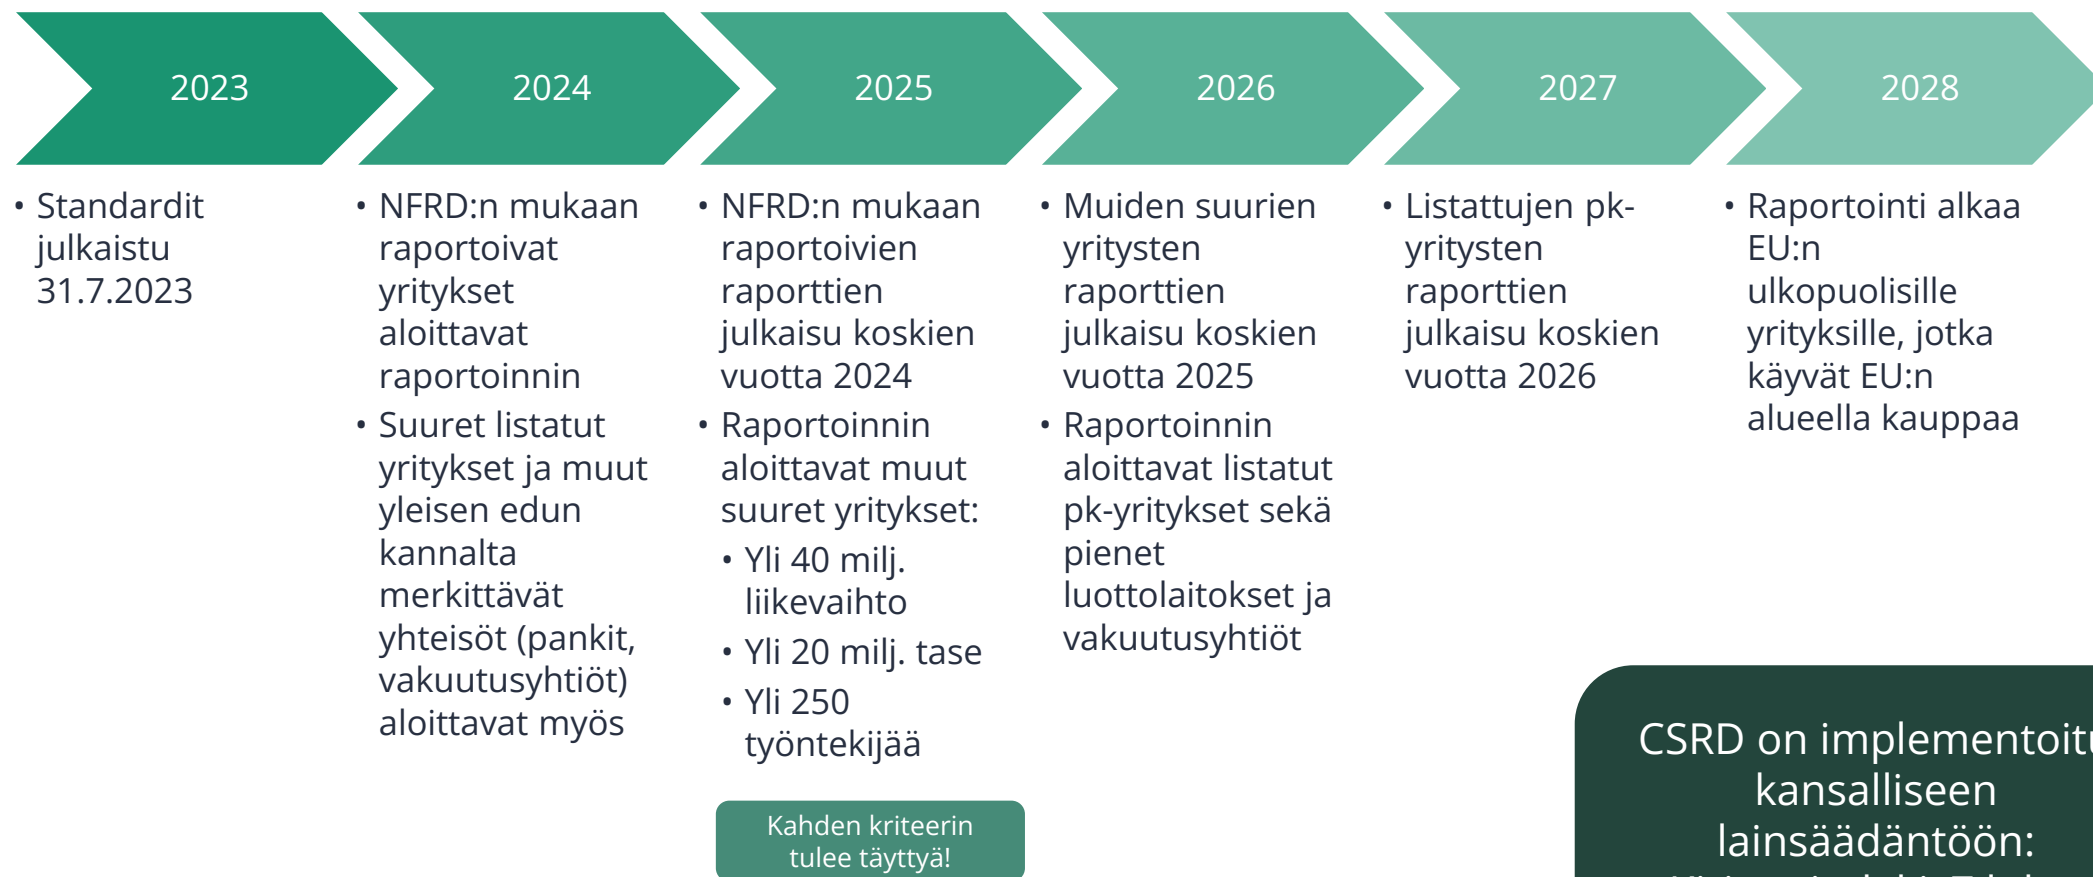 2023
2024
2025
2026
2027
2028
• Standardit
julkaistu
31.7.2023
• NFRD:n mukaan
raportoivat
yritykset
aloittavat
raportoinnin
• Suuret listatut
yritykset ja muut
yleisen edun
kannalta
merkittävät
yhteisöt (pankit,
vakuutusyhtiöt)
aloittavat myös
• NFRD:n mukaan
raportoivien
raporttien
julkaisu koskien
vuotta 2024
• Raportoinnin
aloittavat muut
suuret yritykset:
• Yli 40 milj.
liikevaihto
• Yli 20 milj. tase
• Yli 250
työntekijää
Kahden kriteerin
tulee täyttyä!
• Muiden suurien
yritysten
raporttien
julkaisu koskien
vuotta 2025
• Raportoinnin
aloittavat listatut
pk-yritykset sekä
pienet
luottolaitokset ja
vakuutusyhtiöt
• Listattujen pk-
yritysten
raporttien
julkaisu koskien
vuotta 2026
• Raportointi alkaa
EU:n
ulkopuolisille
yrityksille, jotka
käyvät EU:n
alueella kauppaa
CSRD on implementoitu
kansalliseen
lainsäädäntöön: